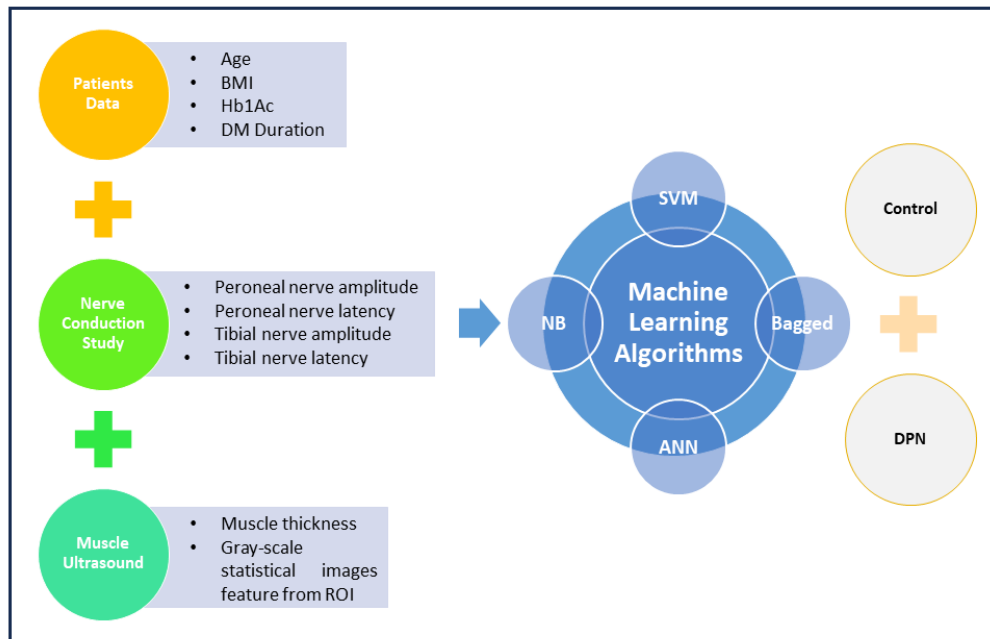 Patients
Data
• Age
• BMI
• Hb1Ac
• DM Duration
Nerve
Conduction
Study
• Peroneal nerve amplitude
• Peroneal nerve latency
• Tibial nerve amplitude
• Tibial nerve latency
Muscle
Ultrasound
• Muscle thickness
• Gray-scale
statistical images
feature from ROI
SVM
NB
Machine
Learning
Algorithms
Bagged
ANN
Control
DPN